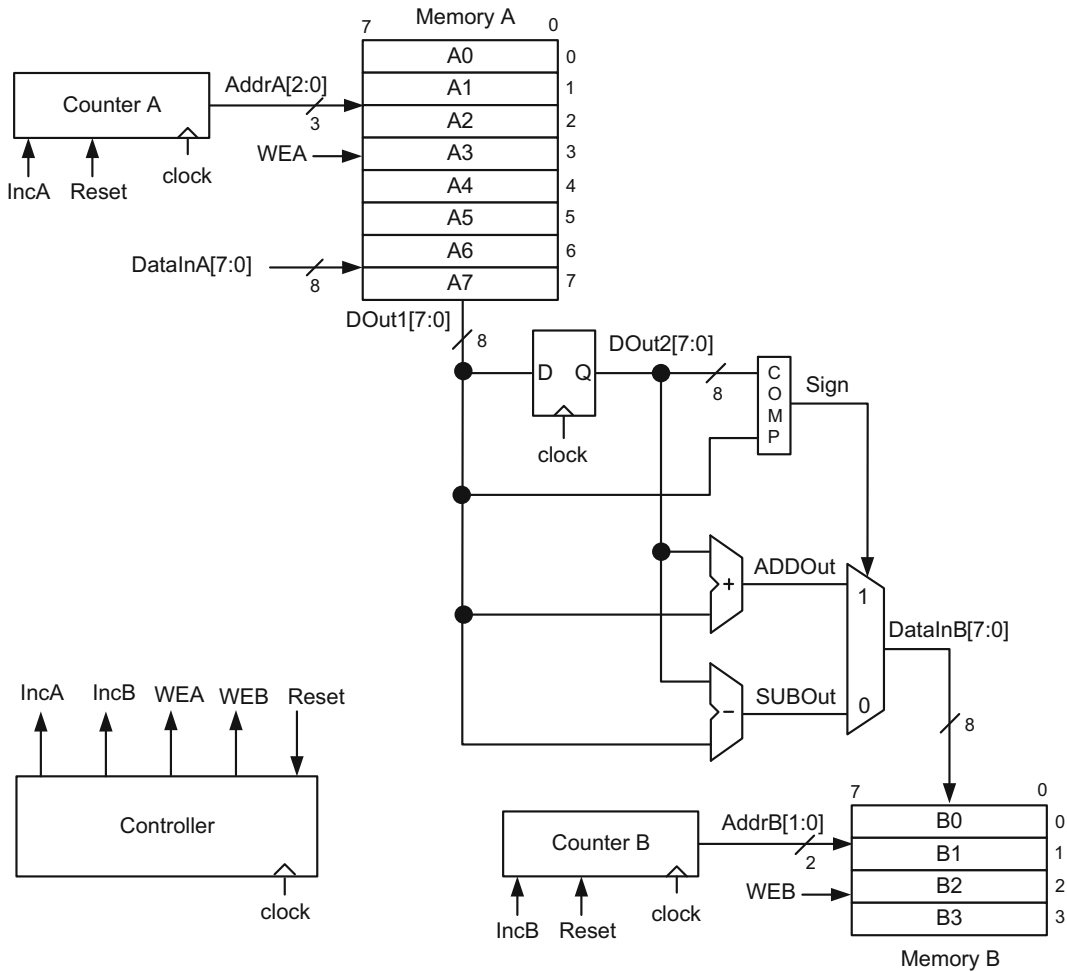 Memory A
7 0
A0 0
A1 1
A2 2
A3 3
A4 4
A5 5
A6 6
A7 7
Counter A
AddrA[2:0]
3
IncA Reset clock
WEA
DataInA[7:0]
8
DOut1[7:0]
8
D Q
clock
DOut2[7:0]
8
COMP
Sign
+
ADDOut
1
DataInB[7:0]
-
SUBOut
0
8
IncA IncB WEA WEB Reset
Controller
clock
Counter B
AddrB[1:0]
2
IncB Reset clock
WEB
7 0
B0 0
B1 1
B2 2
B3 3
Memory B